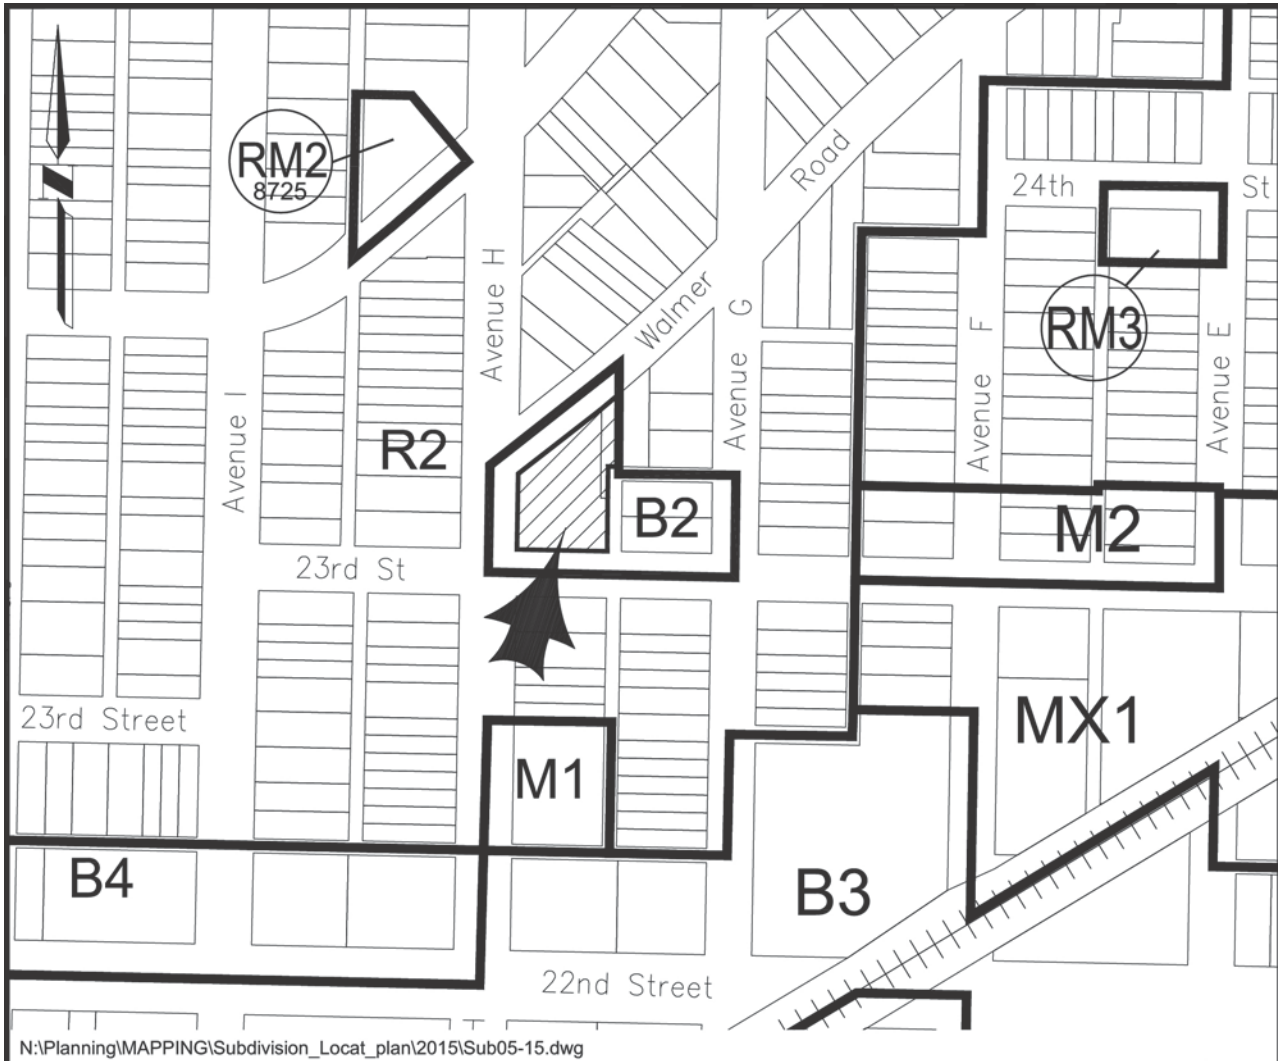 RM2
8725
Road
24th
St
Avenue H
Walmer
Avenue G
Avenue F
RM3
Avenue E
Avenue I
R2
B2
M2
23rd St
23rd Street
M1
MX1
B4
B3
22nd Street
N:\Planning\MAPPING\Subdivision_Locat_plan\2015\Sub05-15.dwg